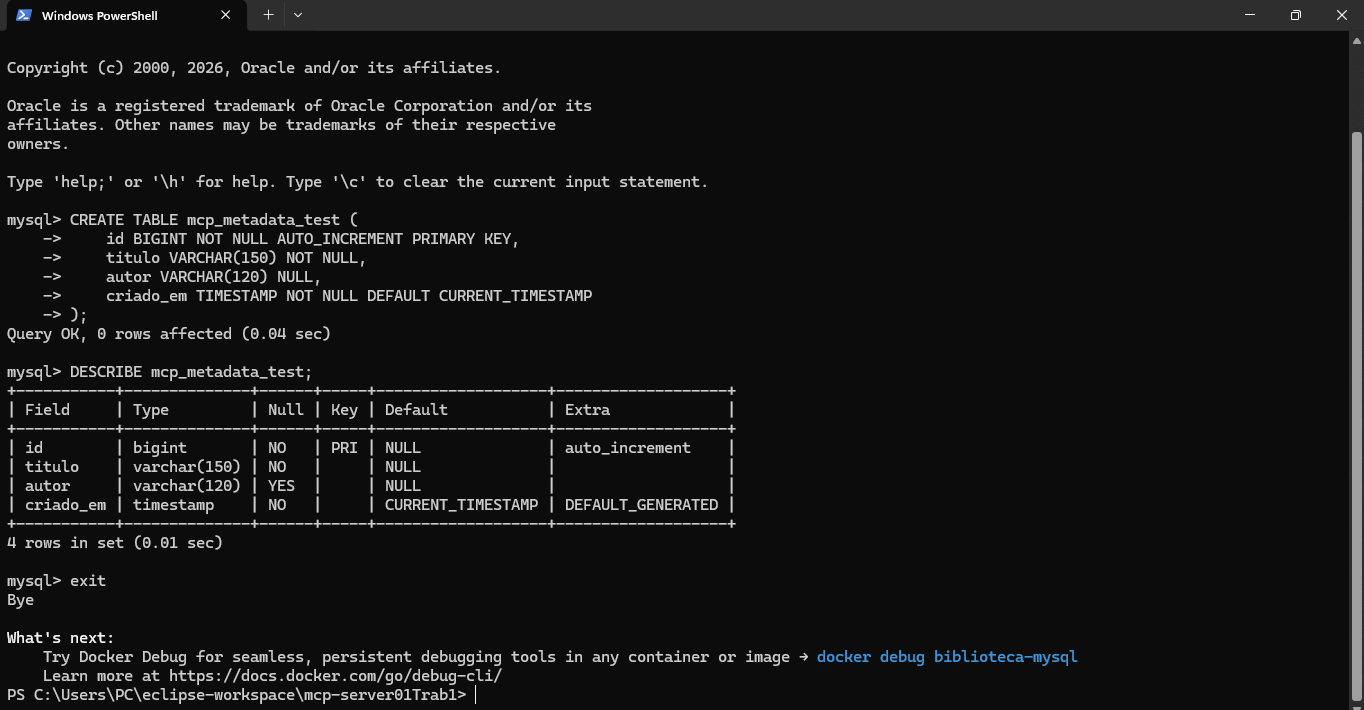 Windows PowerShell
Copyright (c) 2000, 2026, Oracle and/or its affiliates.
Oracle is a registered trademark of Oracle Corporation and/or its
affiliates. Other names may be trademarks of their respective
owners.
Type 'help;' or '\h' for help. Type '\c' to clear the current input statement.
mysql> CREATE TABLE mcp_metadata_test (
    ->     id BIGINT NOT NULL AUTO_INCREMENT PRIMARY KEY,
    ->     titulo VARCHAR(150) NOT NULL,
    ->     autor VARCHAR(120) NULL,
    ->     criado_em TIMESTAMP NOT NULL DEFAULT CURRENT_TIMESTAMP
    -> );
Query OK, 0 rows affected (0.04 sec)
mysql> DESCRIBE mcp_metadata_test;
+-----------+--------------+------+-----+-------------------+-------------------+
| Field     | Type         | Null | Key | Default           | Extra             |
+-----------+--------------+------+-----+-------------------+-------------------+
| id        | bigint       | NO   | PRI | NULL              | auto_increment    |
| titulo    | varchar(150) | NO   |     | NULL              |                   |
| autor     | varchar(120) | YES  |     | NULL              |                   |
| criado_em | timestamp    | NO   |     | CURRENT_TIMESTAMP | DEFAULT_GENERATED |
+-----------+--------------+------+-----+-------------------+-------------------+
4 rows in set (0.01 sec)
mysql> exit
Bye
What's next:
    Try Docker Debug for seamless, persistent debugging tools in any container or image → docker debug biblioteca-mysql
    Learn more at https://docs.docker.com/go/debug-cli/
PS C:\Users\PC\eclipse-workspace\mcp-server01Trab1>